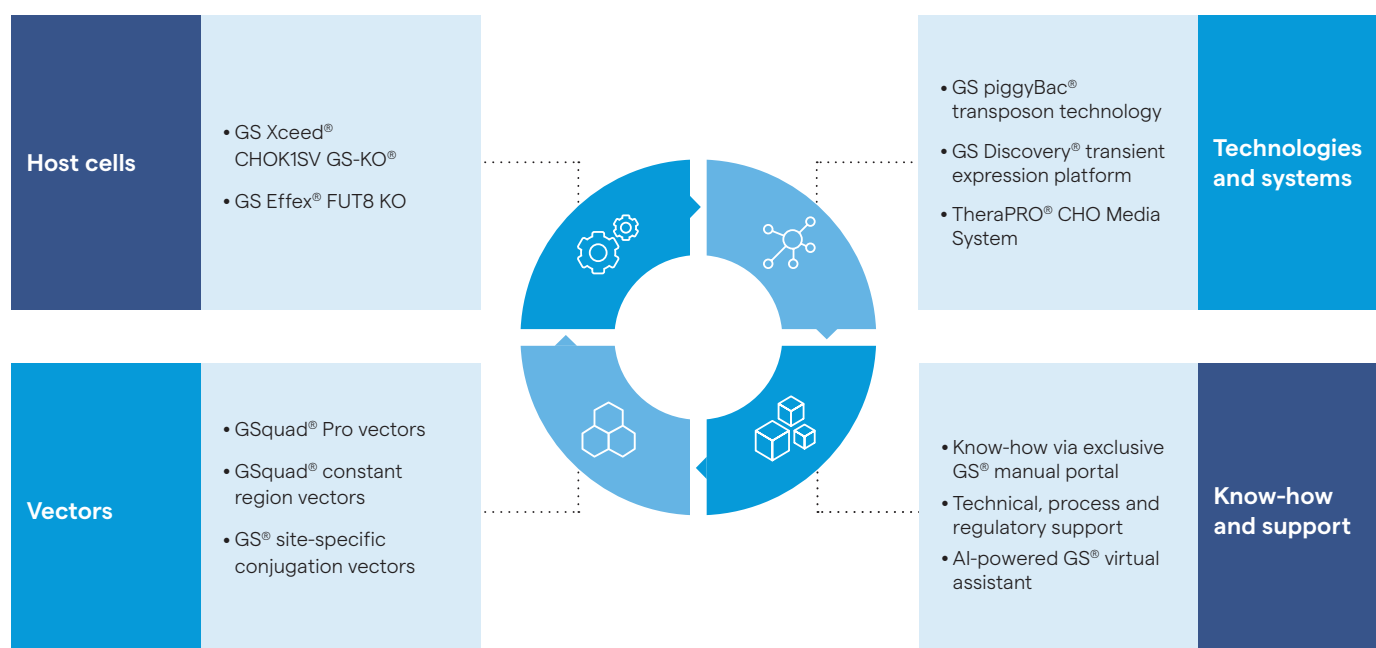 Host cells
• GS Xceed®
CHOK1SV GS-KO®
• GS Effex® FUT8 KO
• GS piggyBac®
transposon technology
• GS Discovery® transient
expression platform
• TheraPRO® CHO Media
System
Technologies
and systems
Vectors
• GSquad® Pro vectors
• GSquad® constant
region vectors
• GS® site-specific
conjugation vectors
• Know-how via exclusive
GS® manual portal
• Technical, process and
regulatory support
• AI-powered GS® virtual
assistant
Know-how
and support